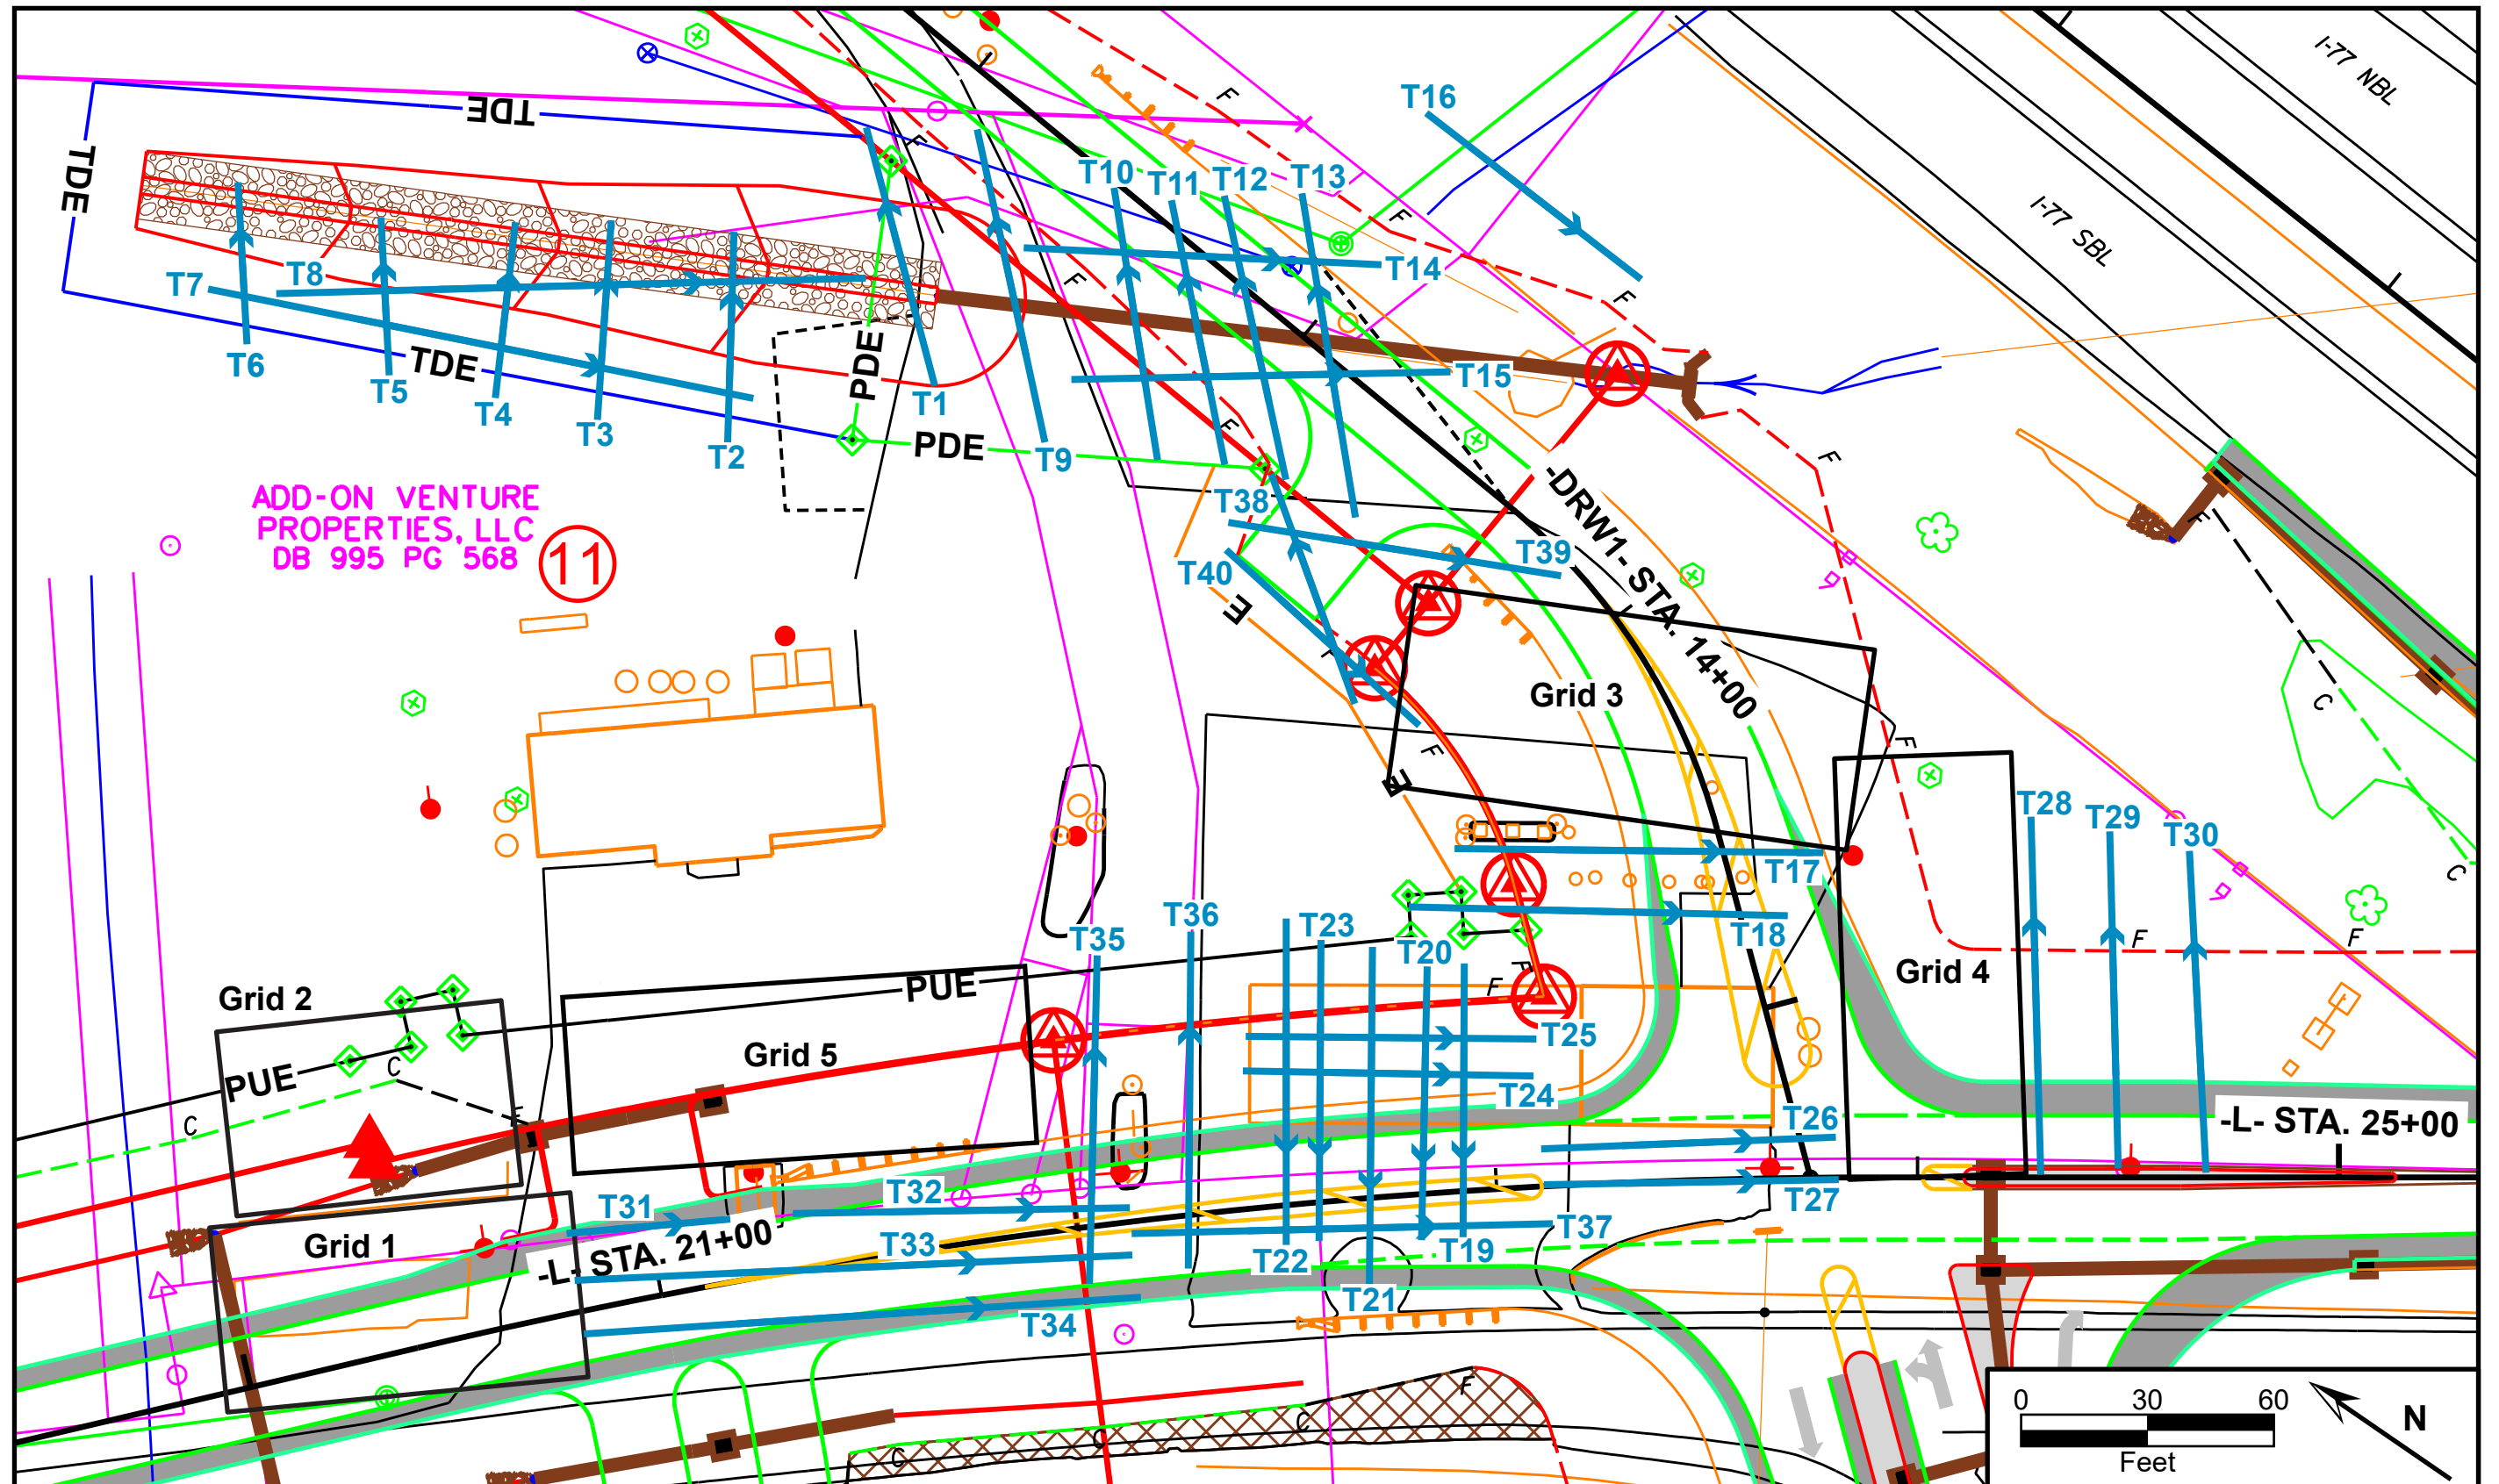 I-77 NBL
I-77 SBL
TDE
TDE
TDE
T16
T10
T11
T12
T13
F
F
F
F
F
F
F
T14
T15
T7
T8
T6
T5
T4
T3
T2
T1
T9
PDE
PDE
ADD-ON VENTURE
PROPERTIES, LLC
DB 995 PG 568
11
T38
T39
T40
E
E
F
F
F
-DRW1- STA. 14+00
Grid 3
C
C
T28
T29
T30
T17
T18
T36
T35
T23
T20
F
F
F
F
F
Grid 4
Grid 2
PUE
PUE
Grid 5
C
C
F
T25
T24
T26
T27
-L- STA. 25+00
T31
T32
T33
T37
T22
T19
T21
T34
Grid 1
-L- STA. 21+00
F
C
C
C
0 30 60
Feet
N